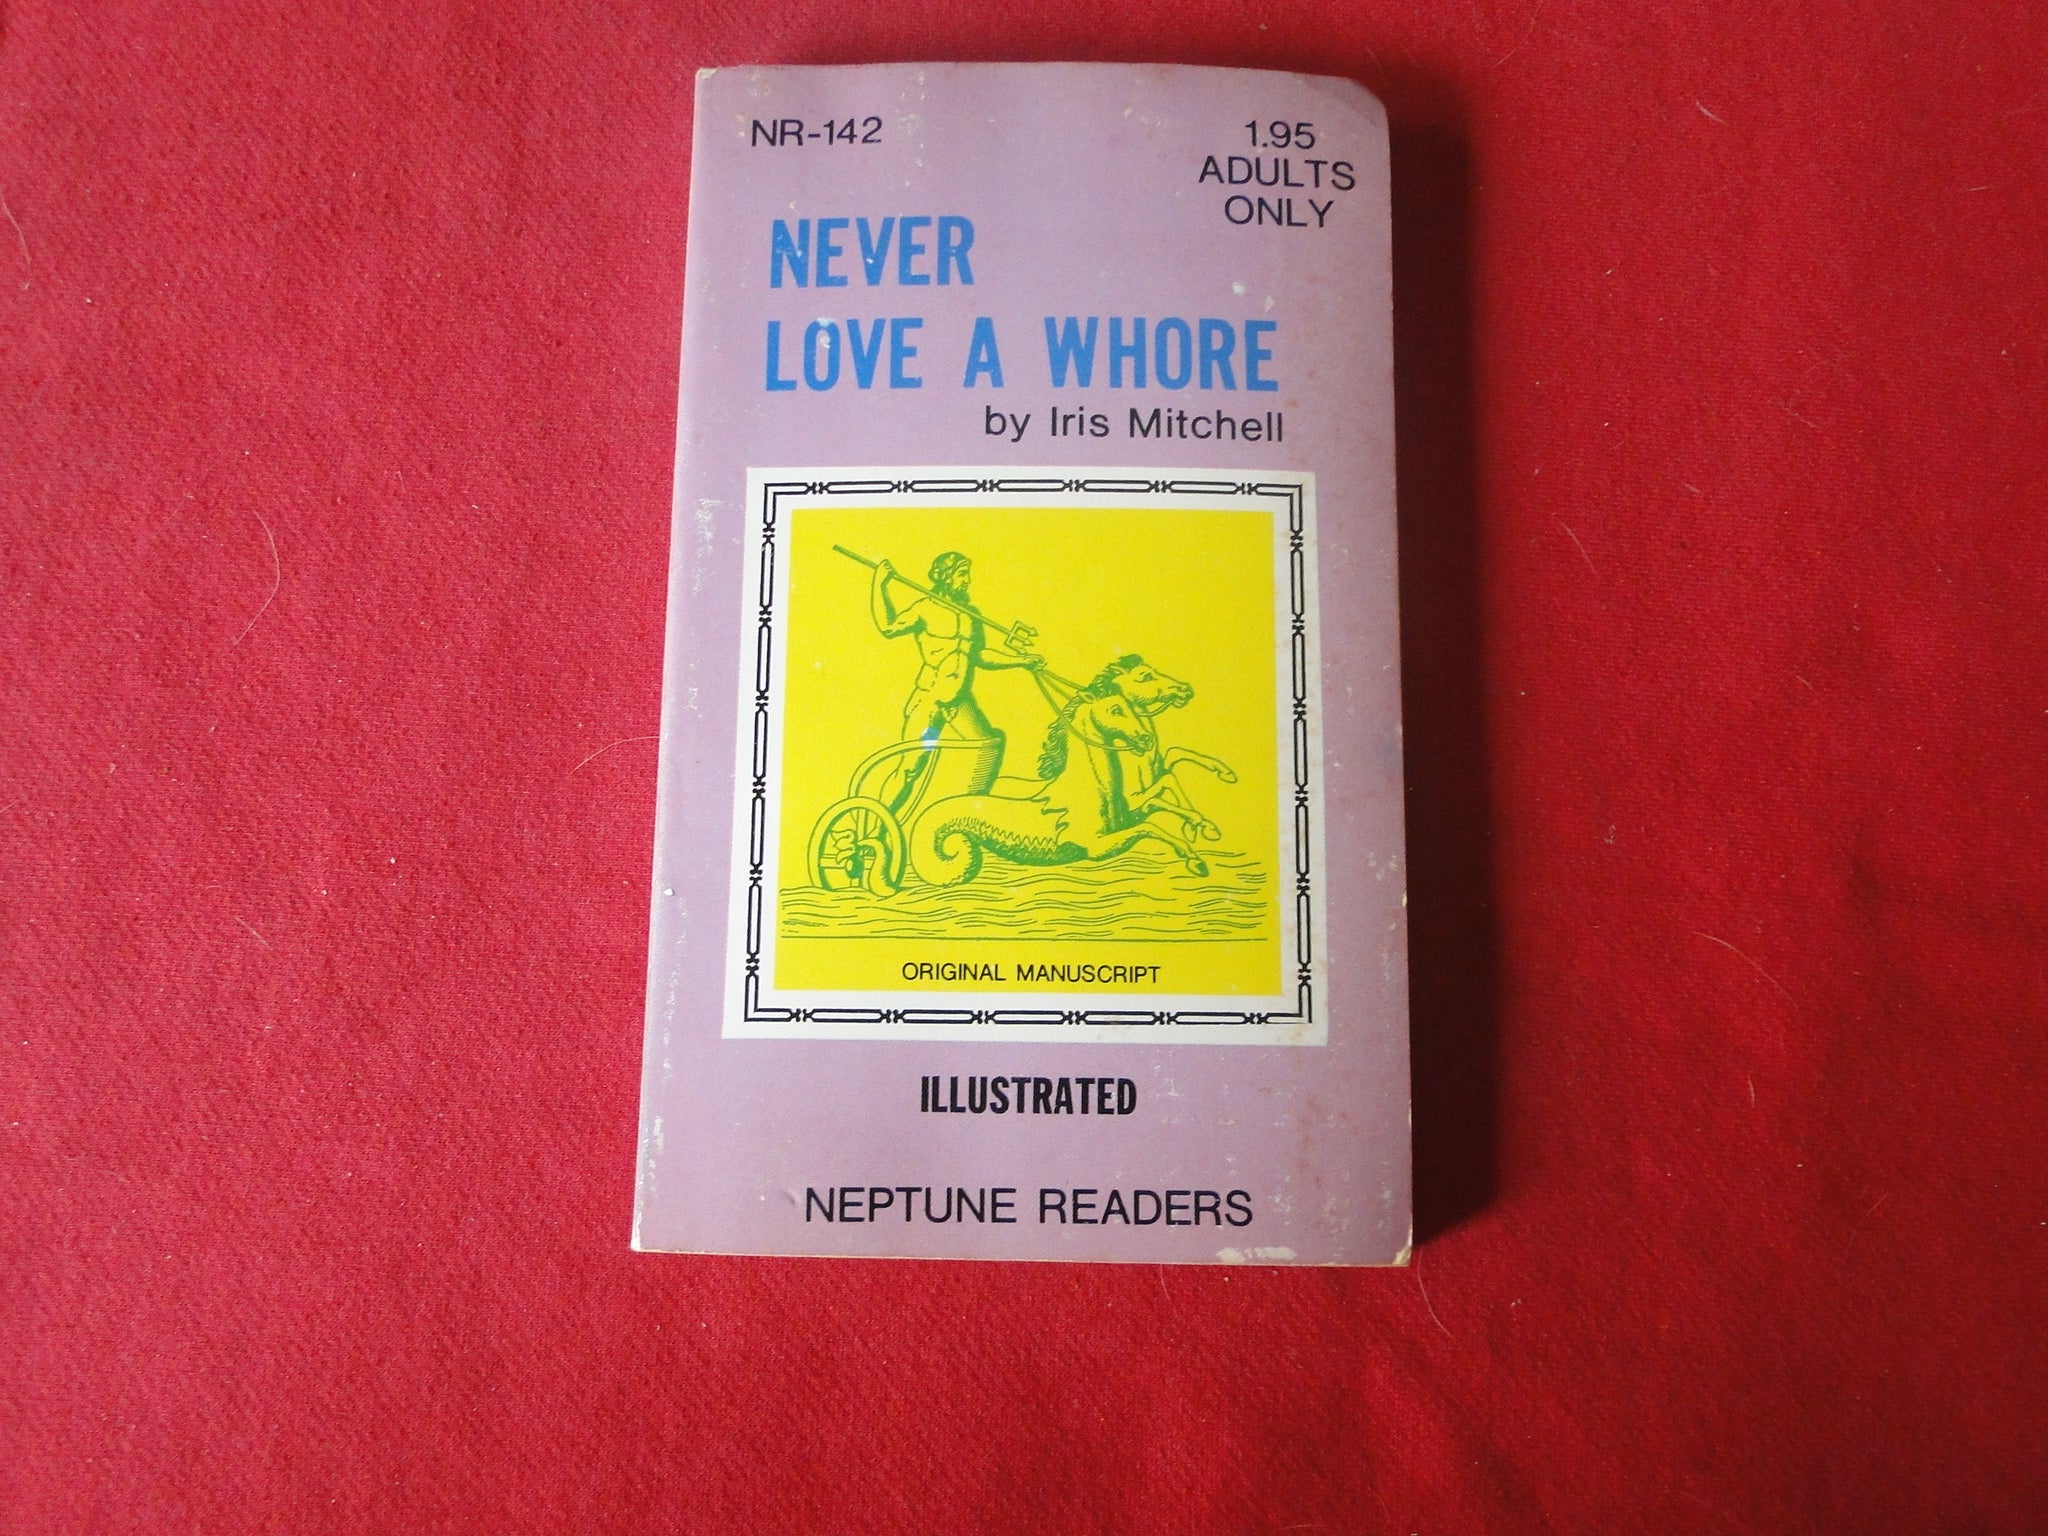 NR-142
1.95
ADULTS
ONLY
NEVER
LOVE A WHORE
by Iris Mitchell
ORIGINAL MANUSCRIPT
ILLUSTRATED
NEPTUNE READERS